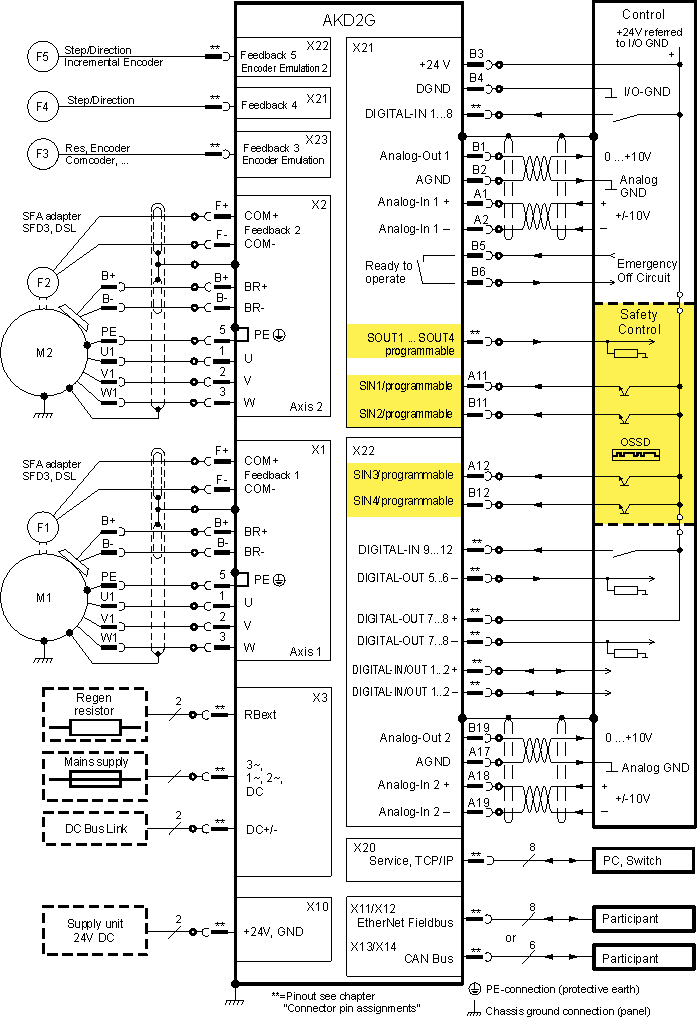 AKD2G
Control
+24V referred
to I/O GND
+
F5
Step/Direction
Incremental Encoder
**
X22
Feedback 5
Encoder Emulation 2
F4
Step/Direction
**
X21
Feedback 4
F3
Res, Encoder
Comcoder, ...
**
X23
Feedback 3
Encoder Emulation
SFA adapter
SFD3, DSL
F2
M2
F+
F-
B+
B-
PE
U1
V1
W1
B+
B-
5
1
2
3
X2
COM+
Feedback 2
COM-
BR+
BR-
PE
U
V
W
Axis 2
SFA adapter
SFD3, DSL
F1
M1
F+
F-
B+
B-
PE
U1
V1
W1
B+
B-
5
1
2
3
X1
COM+
Feedback 1
COM-
BR+
BR-
PE
U
V
W
Axis 1
Regen
resistor
2
**
X3
RBext
Mains supply
**
3~,
1~, 2~,
DC
DC Bus Link
2
**
DC+/-
Supply unit
24V DC
2
**
X10
+24V, GND
X21
+24 V
B3
DGND
B4
I/O-GND
DIGITAL-IN 1...8
**
Analog-Out 1
B1
0 ...+10V
AGND
B2
Analog
GND
Analog-In 1 +
A1
+
+/-10V
Analog-In 1 –
A2
–
Ready to
operate
B5
B6
Emergency
Off Circuit
Safety
Control
SOUT1 ... SOUT4
programmable
**
SIN1/programmable
A11
SIN2/programmable
B11
OSSD
X22
SIN3/programmable
A12
SIN4/programmable
B12
DIGITAL-IN 9...12
**
DIGITAL-OUT 5...6 –
**
DIGITAL-OUT 7...8 +
**
DIGITAL-OUT 7...8 –
**
DIGITAL-IN/OUT 1...2 +
**
DIGITAL-IN/OUT 1...2 –
**
Analog-Out 2
B19
0 ...+10V
AGND
A17
Analog GND
Analog-In 2 +
A18
+
+/-10V
Analog-In 2 –
A19
–
X20
Service, TCP/IP
**
8
PC, Switch
X11/X12
EtherNet Fieldbus
**
8
Participant
or
X13/X14
CAN Bus
**
6
Participant
**=Pinout see chapter
"Connector pin assignments"
PE-connection (protective earth)
Chassis ground connection (panel)